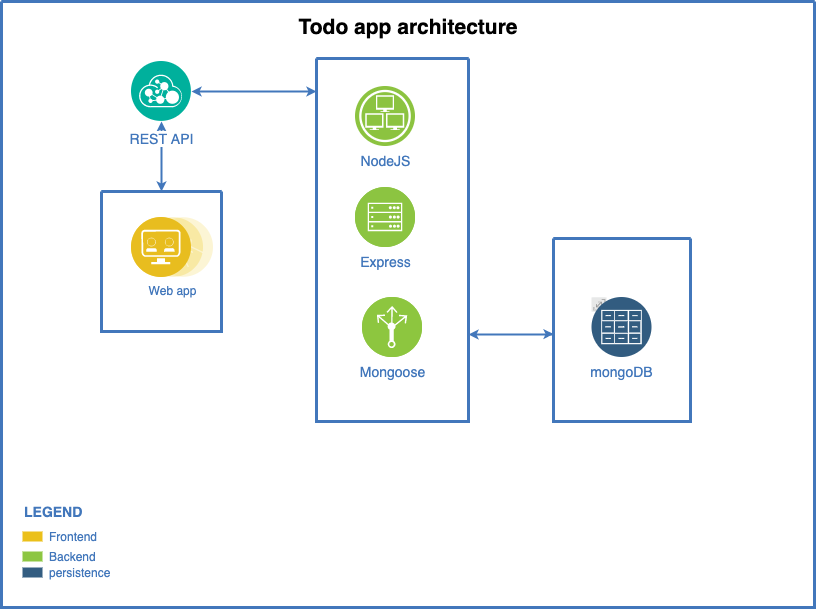 Todo app architecture
REST API
Web app
NodeJS
Express
Mongoose
mongoDB
LEGEND
Frontend
Backend
persistence